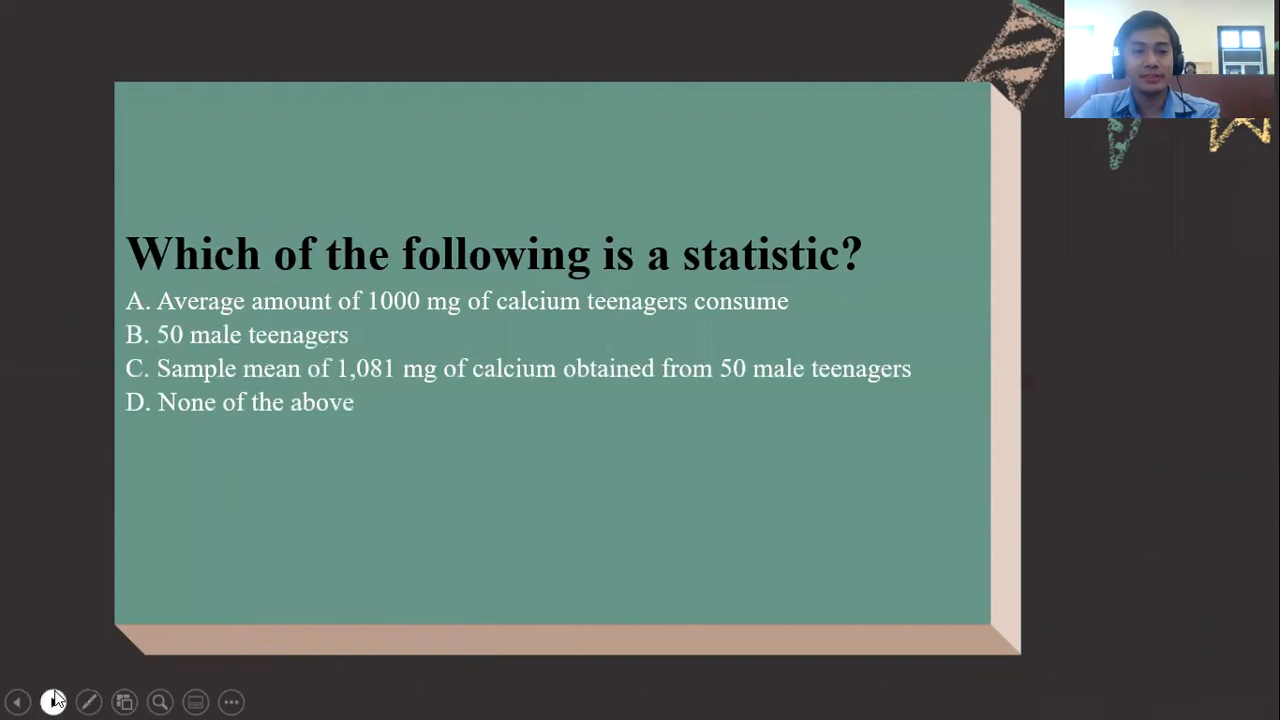 Which of the following is a statistic?
A. Average amount of 1000 mg of calcium teenagers consume
B. 50 male teenagers
C. Sample mean of 1,081 mg of calcium obtained from 50 male teenagers
D. None of the above